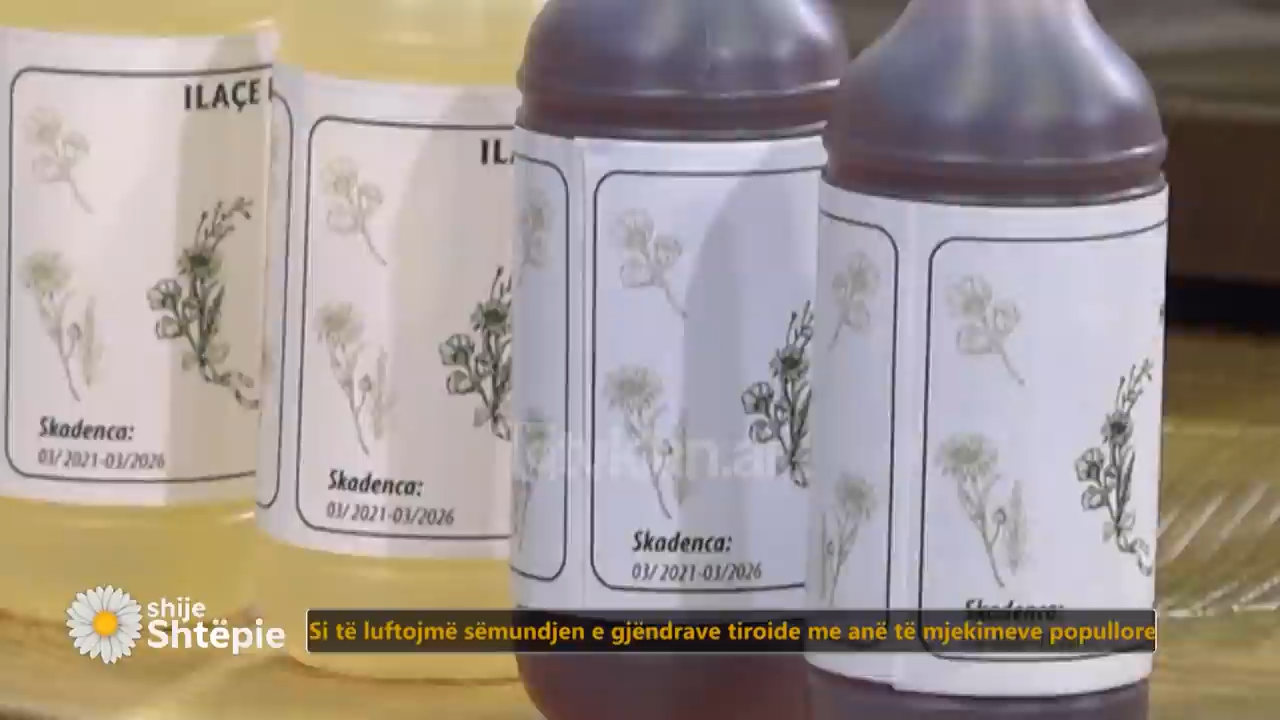 ILAÇE
Skadenca:
03/2021-03/2026
Skadenca:
03/2021-03/2026
Skadenca:
03/2021-03/2026
Skadenca:
shije
Shtëpie
Si të luftojmë sëmundjen e gjëndrave tiroide me anë të mjekimeve popullore